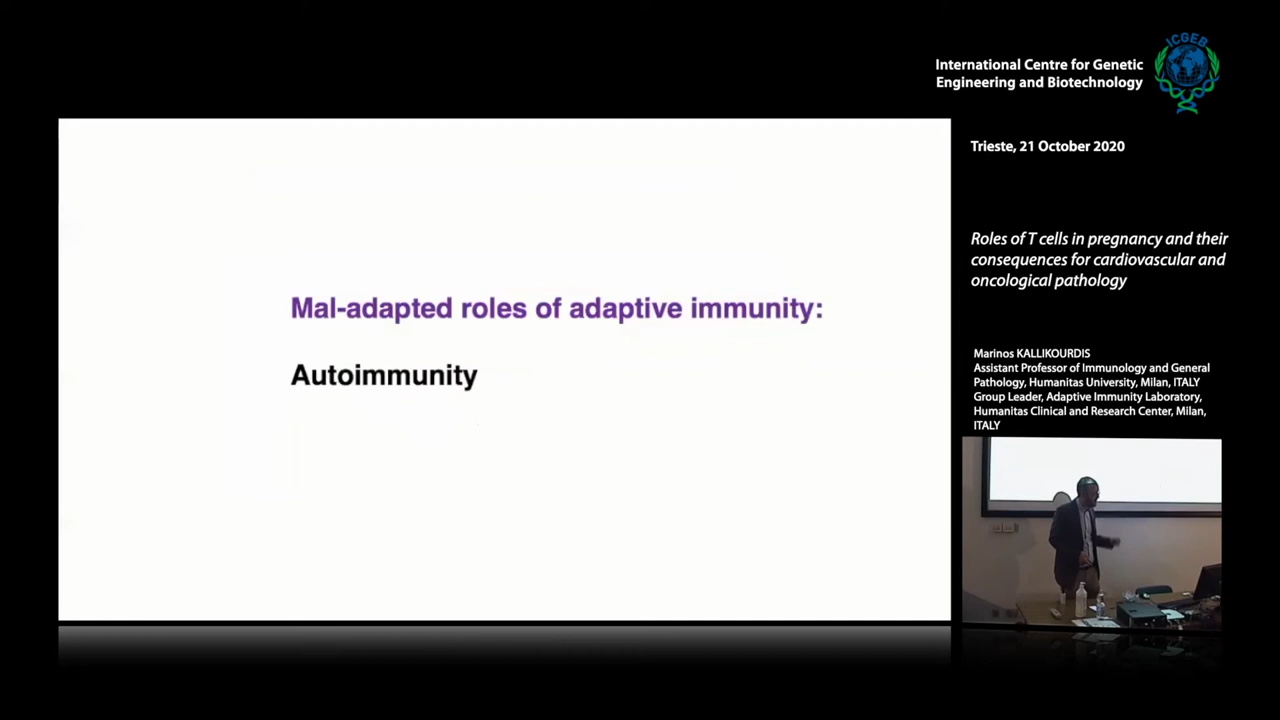 ICGEB
International Centre for Genetic
Engineering and Biotechnology
Trieste, 21 October 2020
Mal-adapted roles of adaptive immunity:
Autoimmunity
Roles of T cells in pregnancy and their
consequences for cardiovascular and
oncological pathology
Marinos KALLIKOURDIS
Assistant Professor of Immunology and General
Pathology, Humanitas University, Milan, ITALY
Group Leader, Adaptive Immunity Laboratory,
Humanitas Clinical and Research Center, Milan,
ITALY